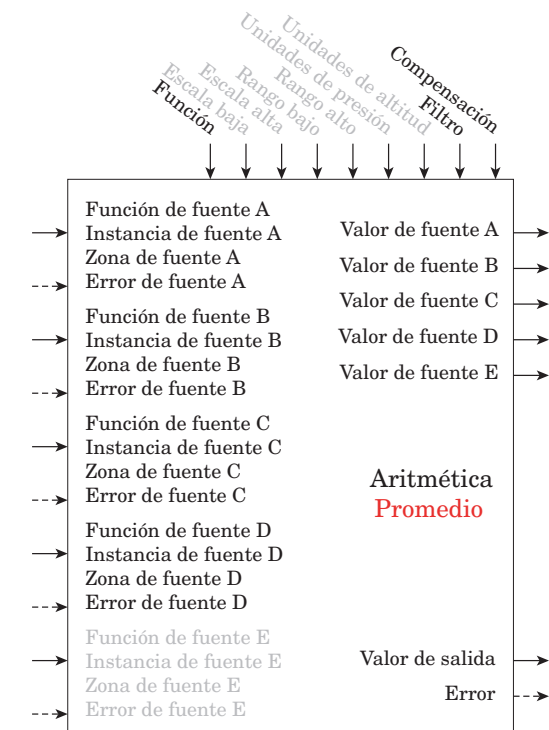 Función
Escala baja
Escala alta
Rango bajo
Rango alto
Unidades de presión
Unidades de altitud
Filtro
Compensación
Función de fuente A
Instancia de fuente A
Zona de fuente A
Error de fuente A
Función de fuente B
Instancia de fuente B
Zona de fuente B
Error de fuente B
Función de fuente C
Instancia de fuente C
Zona de fuente C
Error de fuente C
Función de fuente D
Instancia de fuente D
Zona de fuente D
Error de fuente D
Función de fuente E
Instancia de fuente E
Zona de fuente E
Error de fuente E
Valor de fuente A
Valor de fuente B
Valor de fuente C
Valor de fuente D
Valor de fuente E
Aritmética
Promedio
Valor de salida
Error